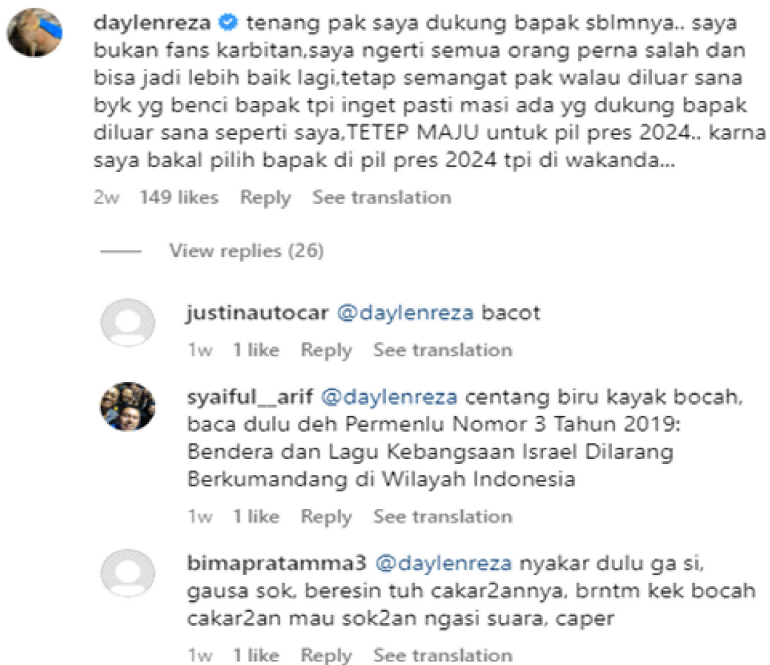 daylenreza tenang pak saya dukung bapak sblmnya.. saya
bukan fans karbitan,saya ngerti semua orang perna salah dan
bisa jadi lebih baik lagi,tetap semangat pak walau diluar sana
byk yg benci bapak tpi inget pasti masi ada yg dukung bapak
diluar sana seperti saya,TETEP MAJU untuk pil pres 2024.. karna
saya bakal pilih bapak di pil pres 2024 tpi di wakanda...
2w 149 likes Reply See translation
View replies (26)
justinautocar @daylenreza bacot
1w 1 like Reply See translation
syaiful__arif @daylenreza centang biru kayak bocah,
baca dulu deh Permenlu Nomor 3 Tahun 2019:
Bendera dan Lagu Kebangsaan Israel Dilarang
Berkumandang di Wilayah Indonesia
1w 1 like Reply See translation
bimapratamma3 @daylenreza nyakar dulu ga si,
gausa sok, beresin tuh cakar2annya, brntm kek bocah
cakar2an mau sok2an ngasi suara, caper
1w 1 like Reply See translation